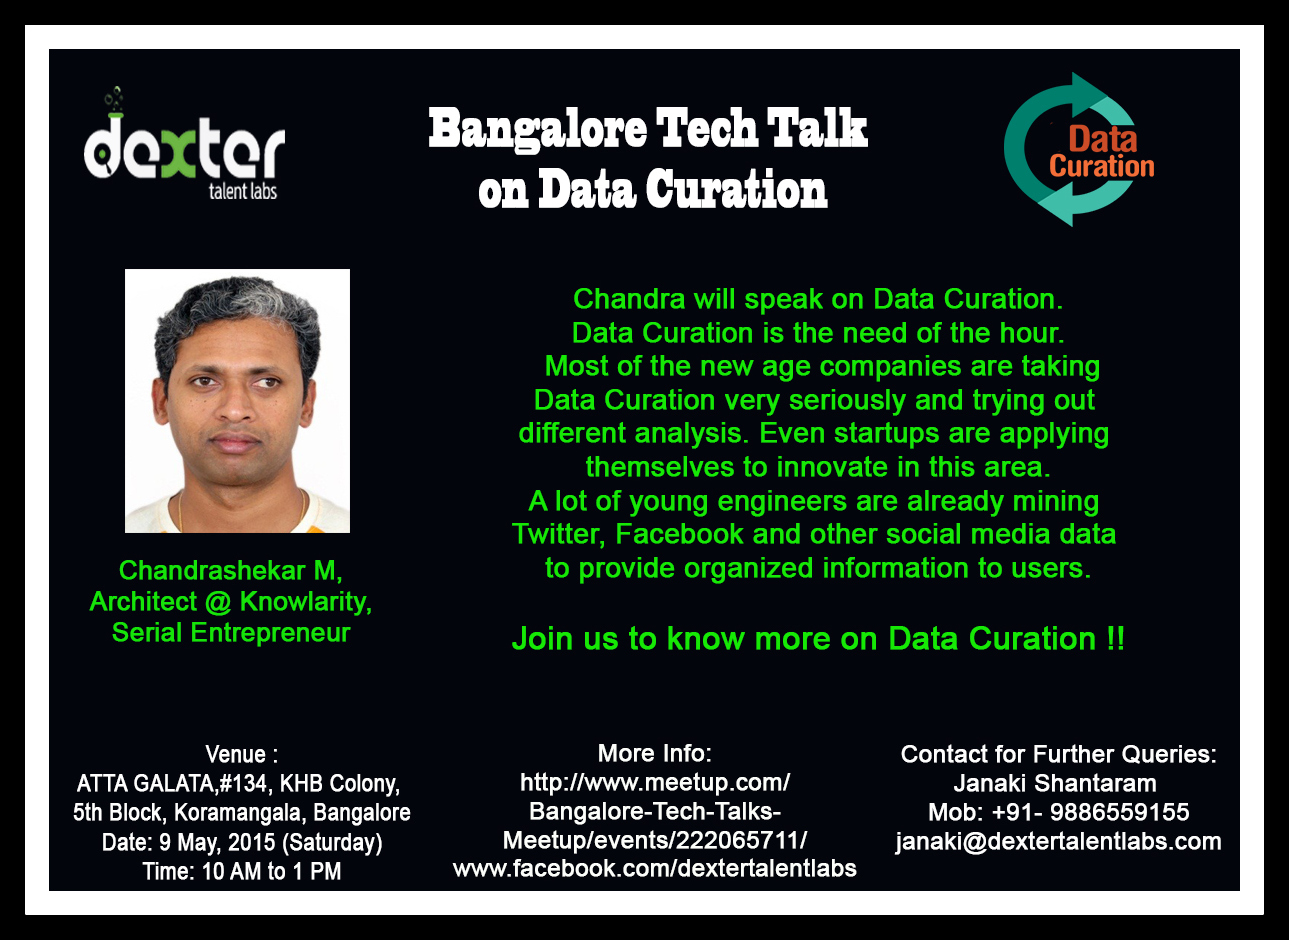 dexter
talent labs
Bangalore Tech Talk
on Data Curation
Data
Curation
Chandra will speak on Data Curation.
Data Curation is the need of the hour.
Most of the new age companies are taking
Data Curation very seriously and trying out
different analysis. Even startups are applying
themselves to innovate in this area.
A lot of young engineers are already mining
Twitter, Facebook and other social media data
to provide organized information to users.
Join us to know more on Data Curation !!
Chandrashekar M,
Architect @ Knowlarity,
Serial Entrepreneur
Venue :
ATTA GALATA,#134, KHB Colony,
5th Block, Koramangala, Bangalore
Date: 9 May, 2015 (Saturday)
Time: 10 AM to 1 PM
More Info:
http://www.meetup.com/
Bangalore-Tech-Talks-
Meetup/events/222065711/
www.facebook.com/dextertalentlabs
Contact for Further Queries:
Janaki Shantaram
Mob: +91- 9886559155
janaki@dextertalentlabs.com